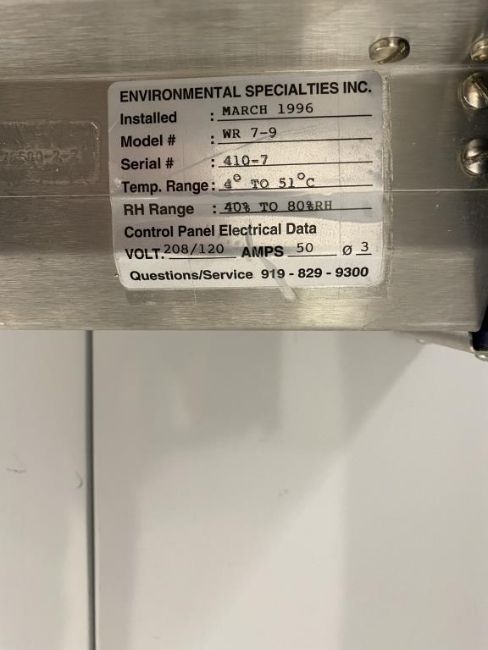 ENVIRONMENTAL SPECIALTIES INC.
Installed : MARCH 1996
Model # : WR 7-9
Serial # : 410-7
Temp. Range: 4° TO 51°C
RH Range : 40% TO 80%RH
Control Panel Electrical Data
VOLT. 208/120 AMPS 50 Ø 3
Questions/Service 919 - 829 - 9300